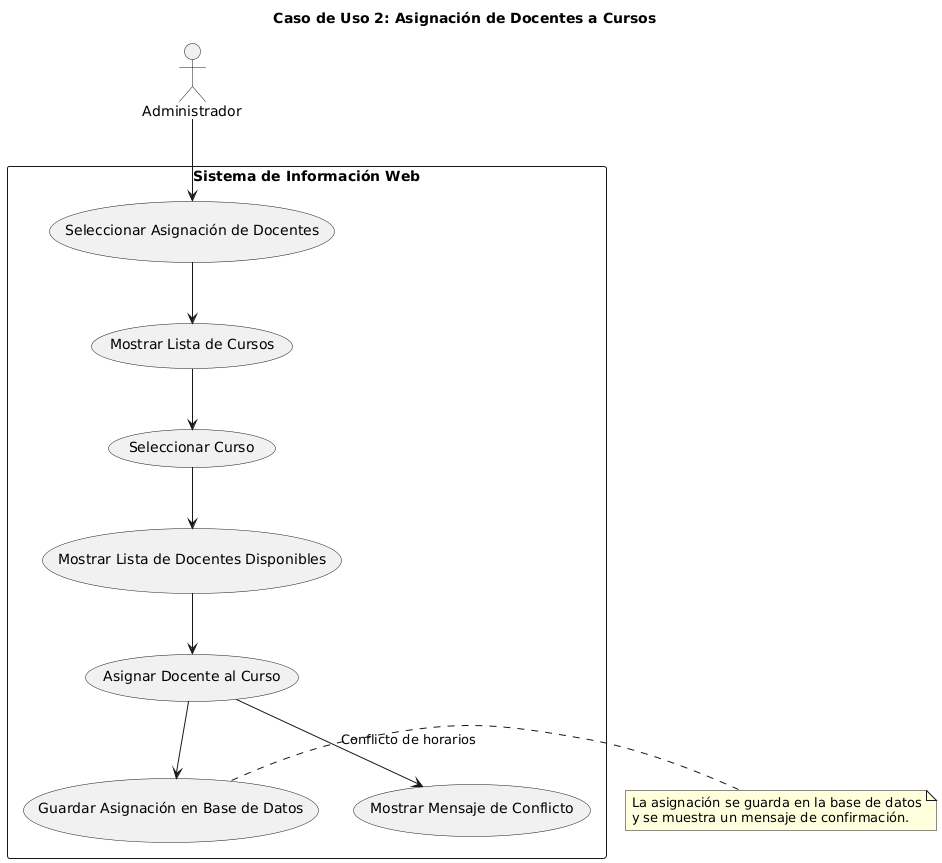 Caso de Uso 2: Asignación de Docentes a Cursos
Administrador
Sistema de Información Web
Seleccionar Asignación de Docentes
Mostrar Lista de Cursos
Seleccionar Curso
Mostrar Lista de Docentes Disponibles
Asignar Docente al Curso
Conflicto de horarios
Guardar Asignación en Base de Datos
Mostrar Mensaje de Conflicto
La asignación se guarda en la base de datos
y se muestra un mensaje de confirmación.